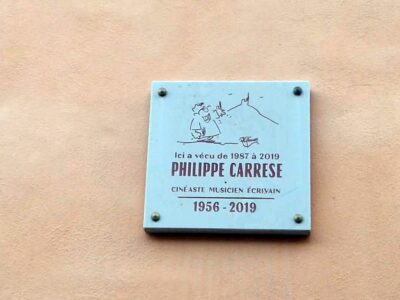 Ici a vécu de 1987 à 2019
PHILIPPE CARRESE
CINÉASTE MUSICIEN ÉCRIVAIN
1956 - 2019